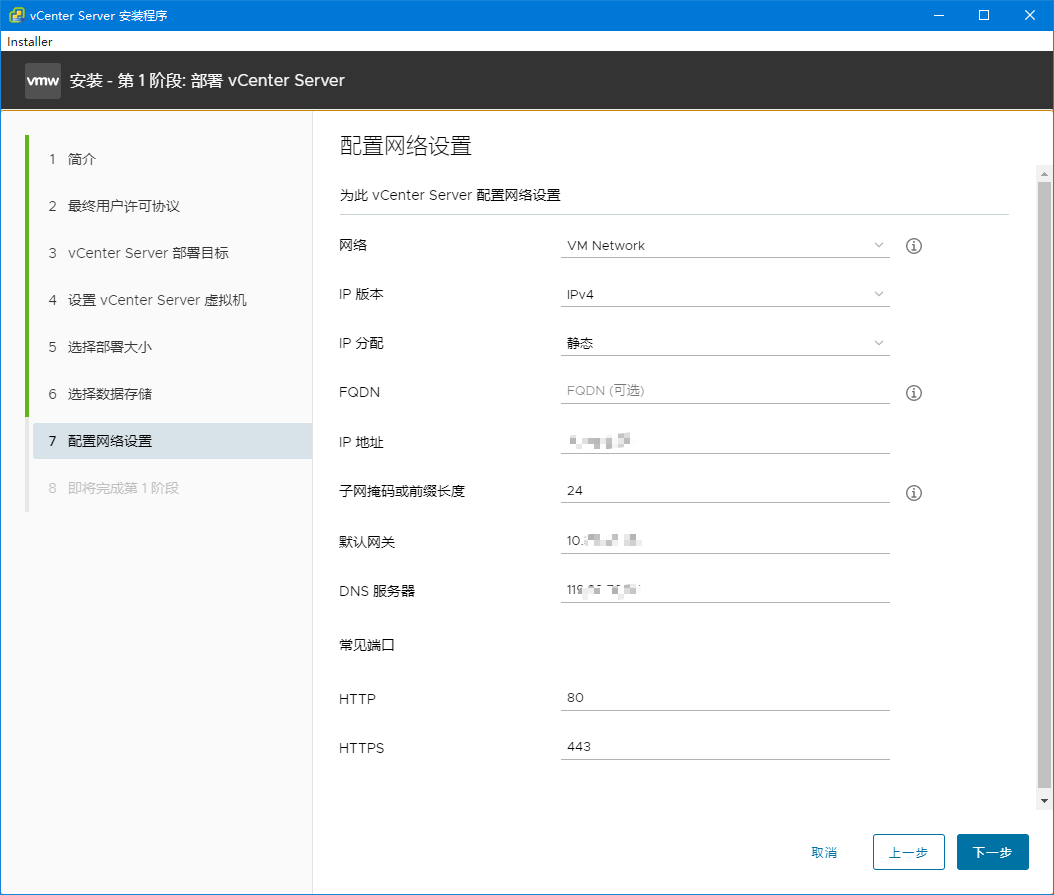 vCenter Server 安装程序
Installer
vmw 安装 - 第 1 阶段: 部署 vCenter Server
1 简介
2 最终用户许可协议
3 vCenter Server 部署目标
4 设置 vCenter Server 虚拟机
5 选择部署大小
6 选择数据存储
7 配置网络设置
8 即将完成第 1 阶段
配置网络设置
为此 vCenter Server 配置网络设置
网络 VM Network
IP 版本 IPv4
IP 分配 静态
FQDN FQDN (可选)
IP 地址
子网掩码或前缀长度 24
默认网关 10.
DNS 服务器
常见端口
HTTP 80
HTTPS 443
取消 上一步 下一步